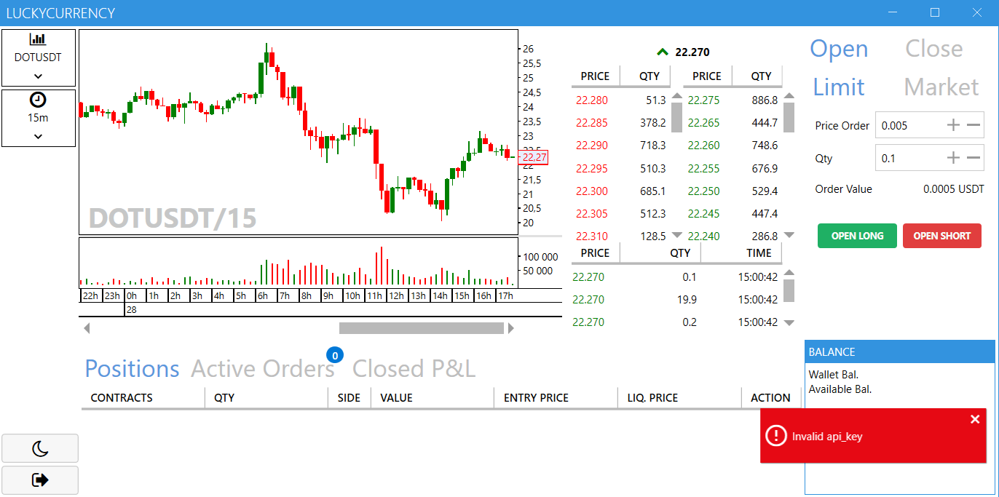 LUCKYCURRENCY
DOTUSDT
15m
26
25,5
25
24,5
24
23,5
23
22,5
22,27
22
21,5
21
20,5
20
DOTUSDT/15
100 000
50 000
22h 23h 0h 1h 2h 3h 4h 5h 6h 7h 8h 9h 10h 11h 12h 13h 14h 15h 16h 17h
28
22.270
PRICE QTY PRICE QTY
22.280 51.3 22.275 886.8
22.285 378.2 22.265 444.7
22.290 718.3 22.260 748.6
22.295 510.3 22.255 676.9
22.300 685.1 22.250 529.4
22.305 512.3 22.245 447.4
22.310 128.5 22.240 286.8
PRICE QTY TIME
22.270 0.1 15:00:42
22.270 19.9 15:00:42
22.270 0.2 15:00:42
Open Close
Limit Market
Price Order 0.005
Qty 0.1
Order Value 0.0005 USDT
OPEN LONG OPEN SHORT
Positions Active Orders 0 Closed P&L
CONTRACTS QTY SIDE VALUE ENTRY PRICE LIQ. PRICE ACTION
BALANCE
Wallet Bal.
Available Bal.
Invalid api_key